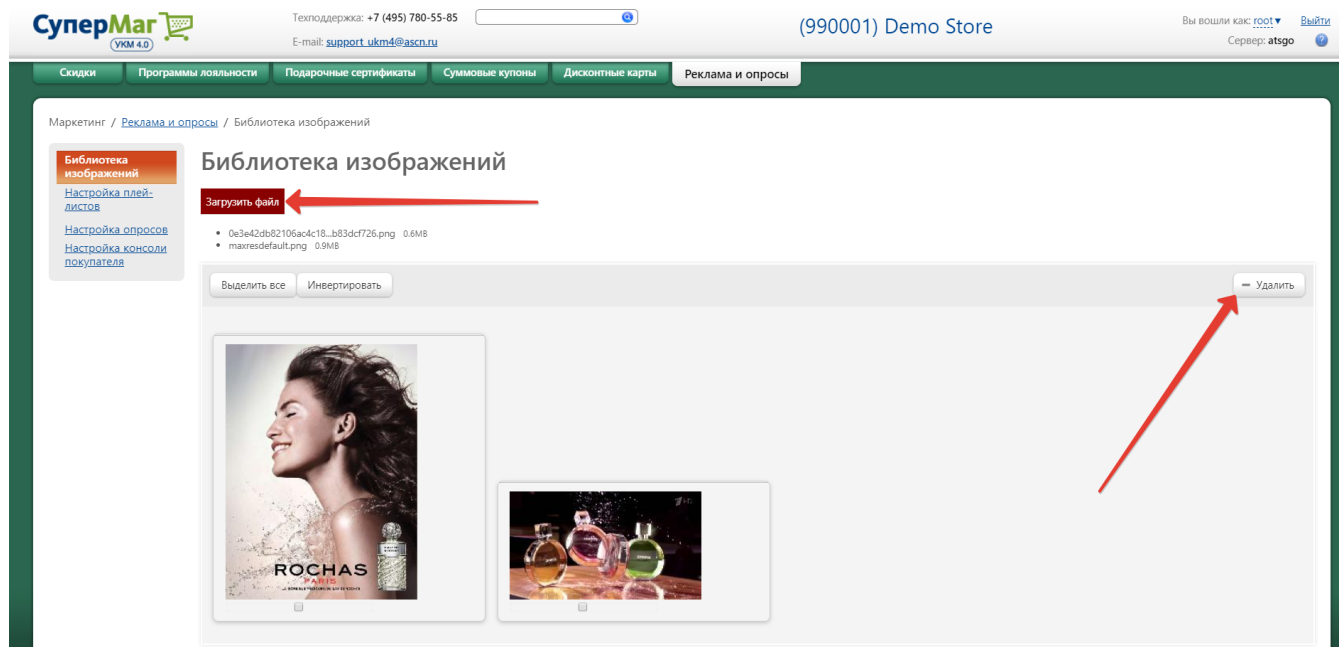 СуперМаг
УКМ 4.0
Техподдержка: +7 (495) 780-55-85
E-mail: support_ukm4@ascn.ru
(990001) Demo Store
Вы вошли как: root ▾ Выйти
Сервер: atsgo ?
Скидки Программы лояльности Подарочные сертификаты Суммовые купоны Дисконтные карты Реклама и опросы
Маркетинг / Реклама и опросы / Библиотека изображений
Библиотека
изображений
Настройка плей-
листов
Настройка опросов
Настройка консоли
покупателя
Библиотека изображений
Загрузить файл
0e3e42db82106ac4c18...b83dcf726.png 0.6MB
maxresdefault.png 0.9MB
Выделить все Инвертировать Удалить
ROCHAS
PARIS